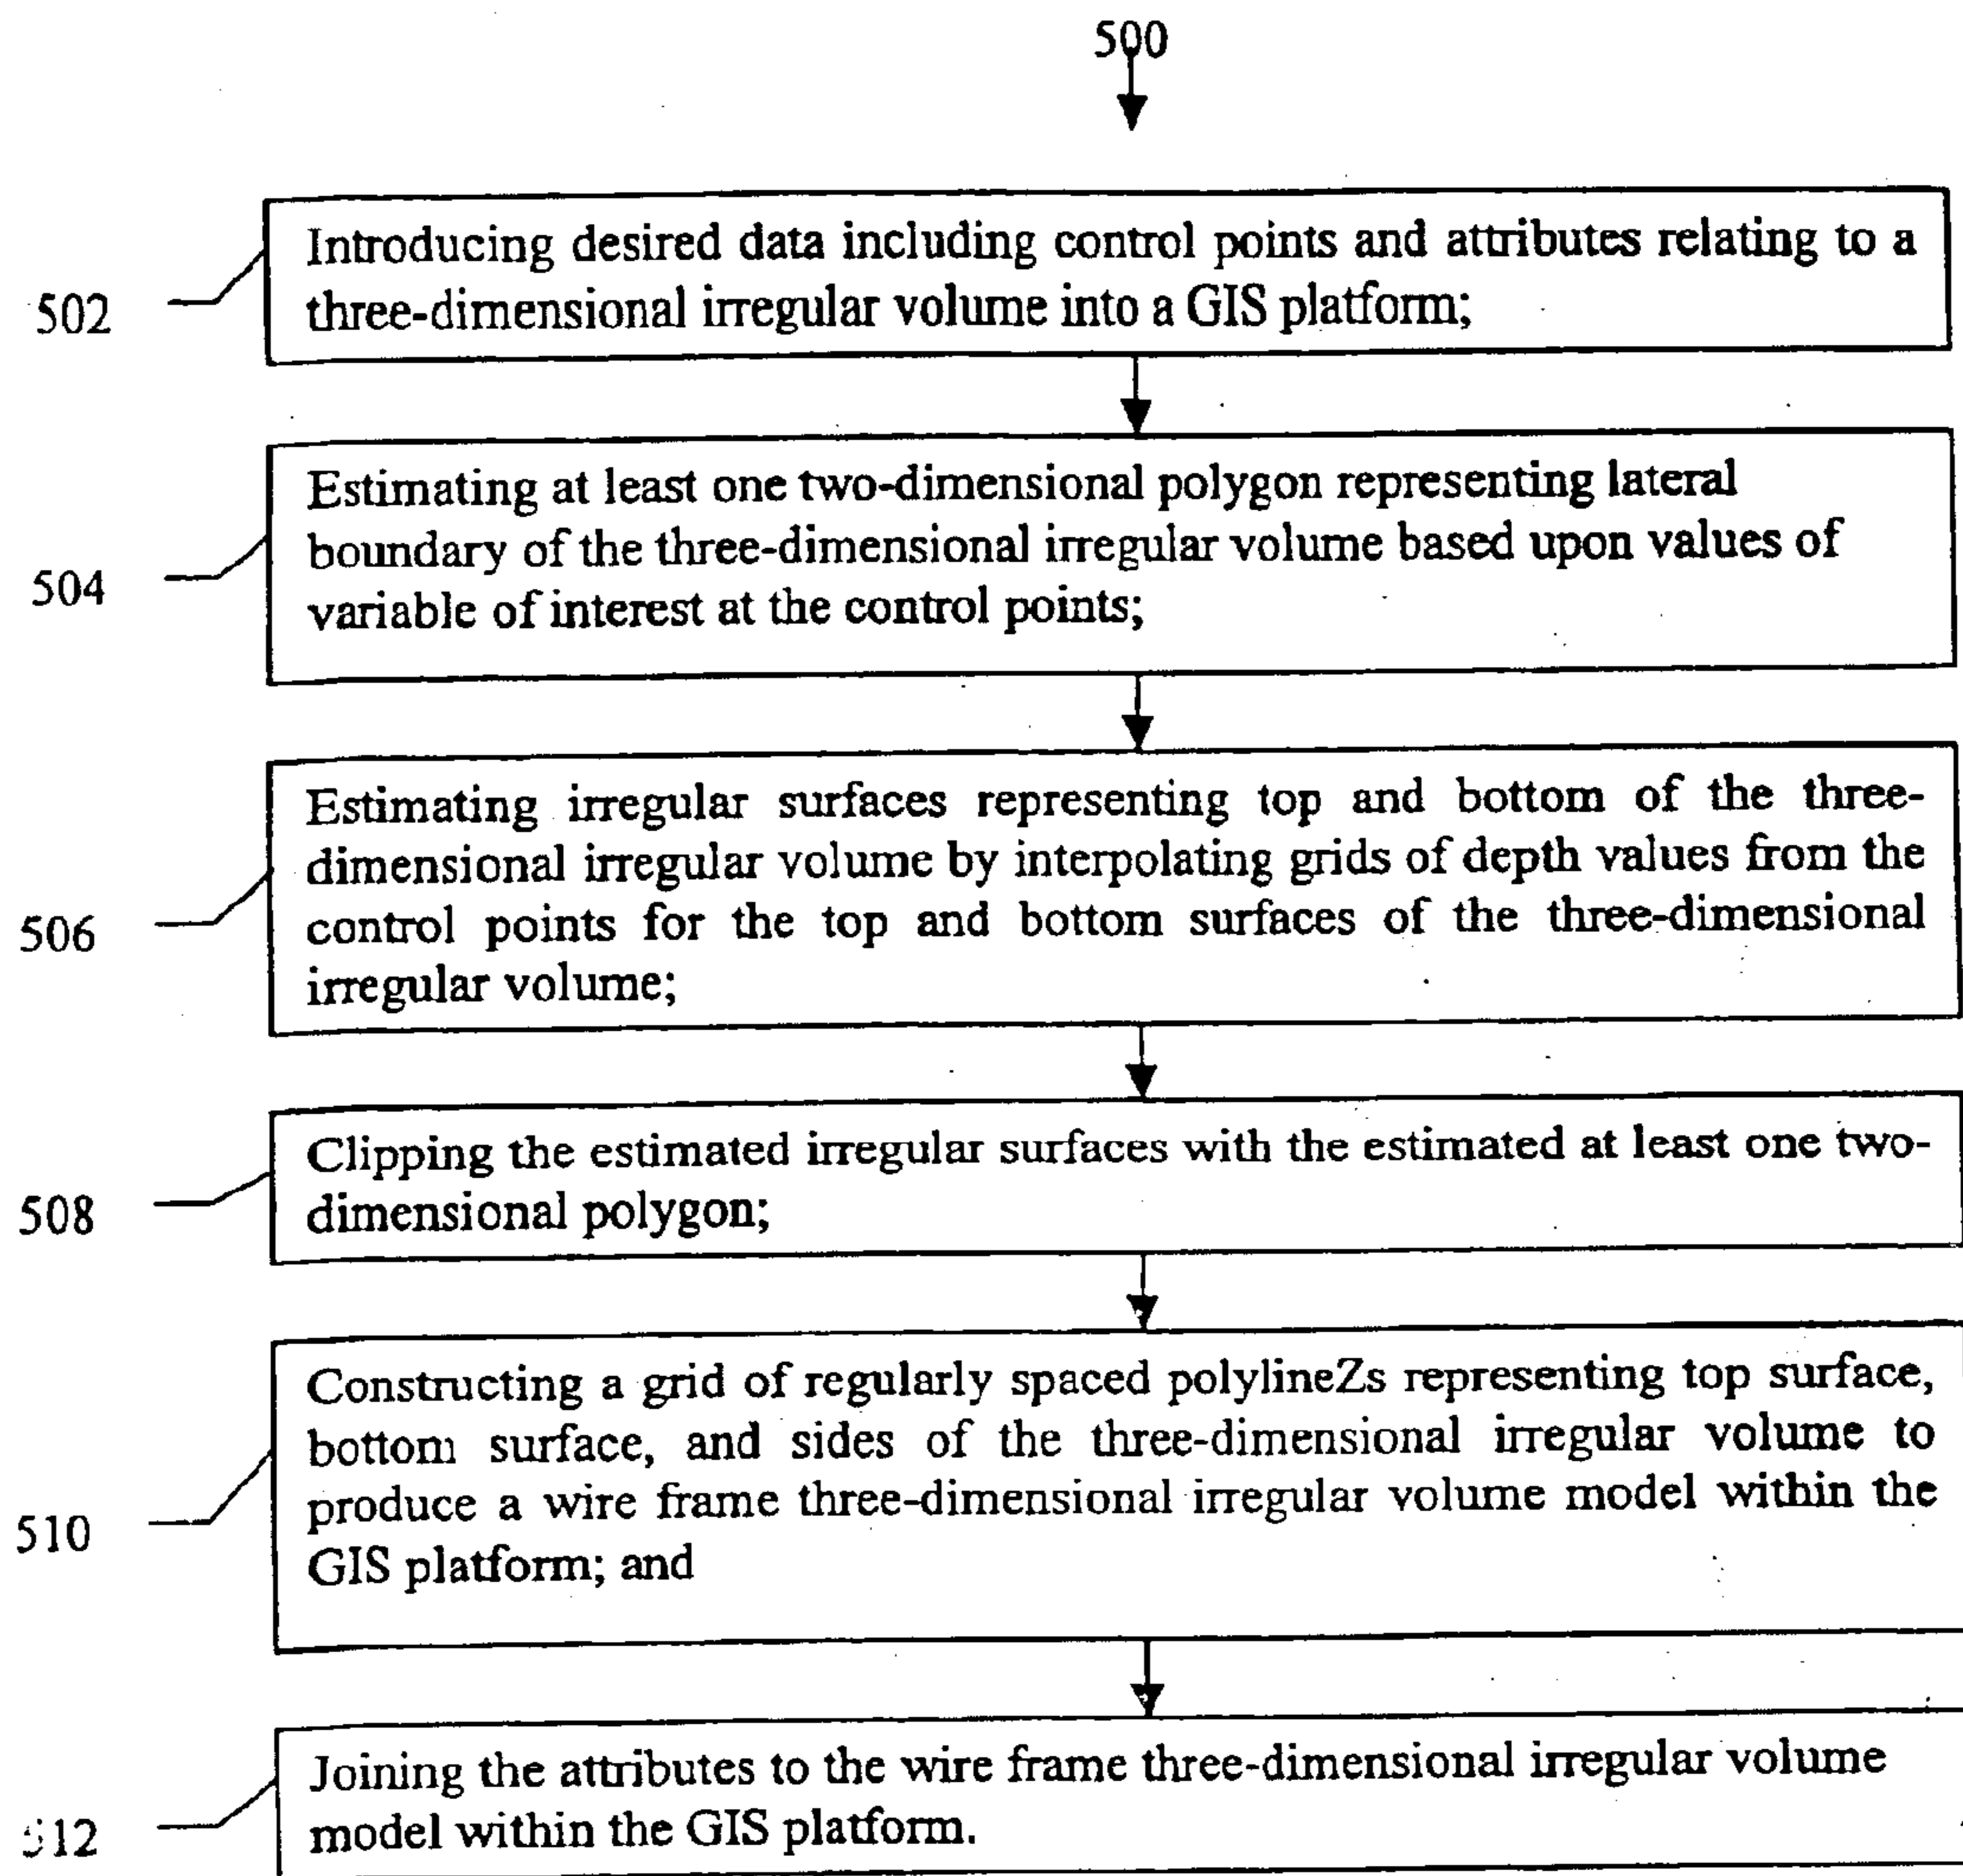 500
502
Introducing desired data including control points and attributes relating to a
three-dimensional irregular volume into a GIS platform;
504
Estimating at least one two-dimensional polygon representing lateral
boundary of the three-dimensional irregular volume based upon values of
variable of interest at the control points;
506
Estimating irregular surfaces representing top and bottom of the three-
dimensional irregular volume by interpolating grids of depth values from the
control points for the top and bottom surfaces of the three-dimensional
irregular volume;
508
Clipping the estimated irregular surfaces with the estimated at least one two-
dimensional polygon;
510
Constructing a grid of regularly spaced polylineZs representing top surface,
bottom surface, and sides of the three-dimensional irregular volume to
produce a wire frame three-dimensional irregular volume model within the
GIS platform; and
512
Joining the attributes to the wire frame three-dimensional irregular volume
model within the GIS platform.